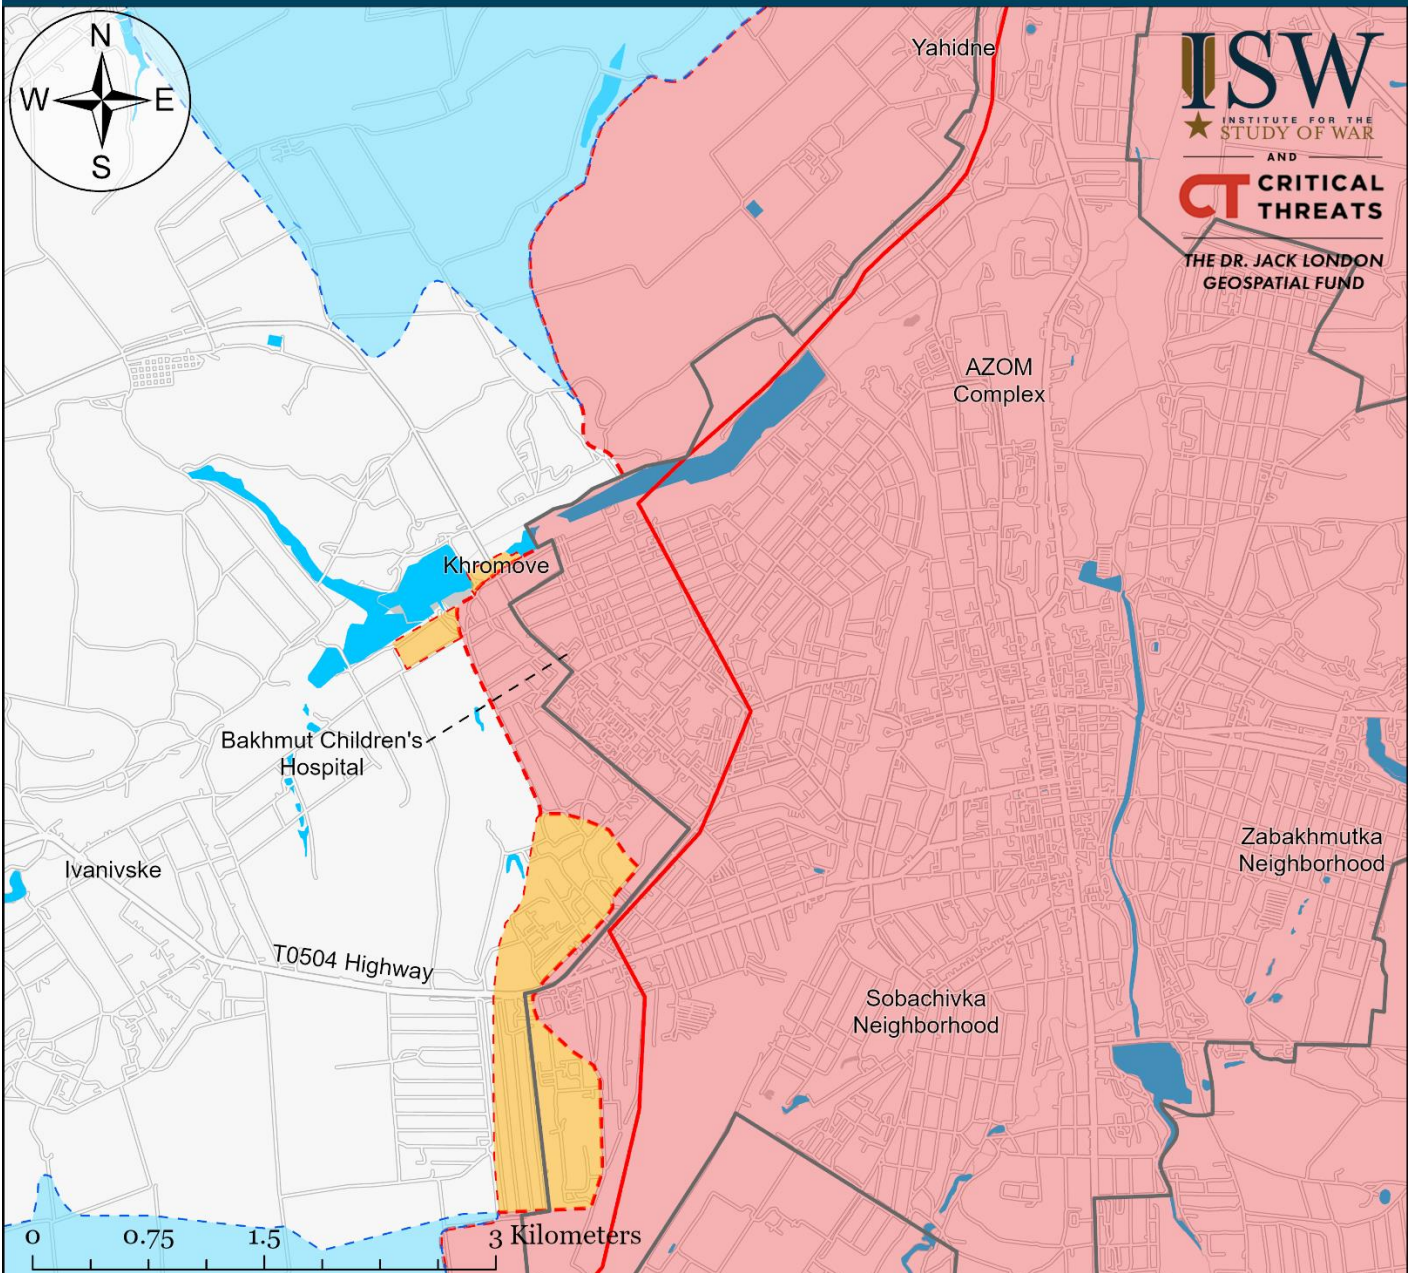 N
W
E
S
Yahidne
ISW
INSTITUTE FOR THE
STUDY OF WAR
AND
CT CRITICAL
THREATS
THE DR. JACK LONDON
GEOSPATIAL FUND
AZOM
Complex
Khromove
Bakhmut Children's
Hospital
Ivanivske
Zabakhmutka
Neighborhood
T0504 Highway
Sobachivka
Neighborhood
0 0.75 1.5 3 Kilometers